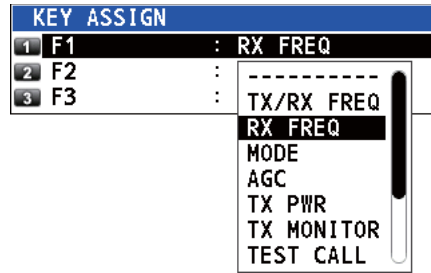 KEY ASSIGN
1 F1 : RX FREQ
2 F2 :
3 F3 :
----------
TX/RX FREQ
RX FREQ
MODE
AGC
TX PWR
TX MONITOR
TEST CALL